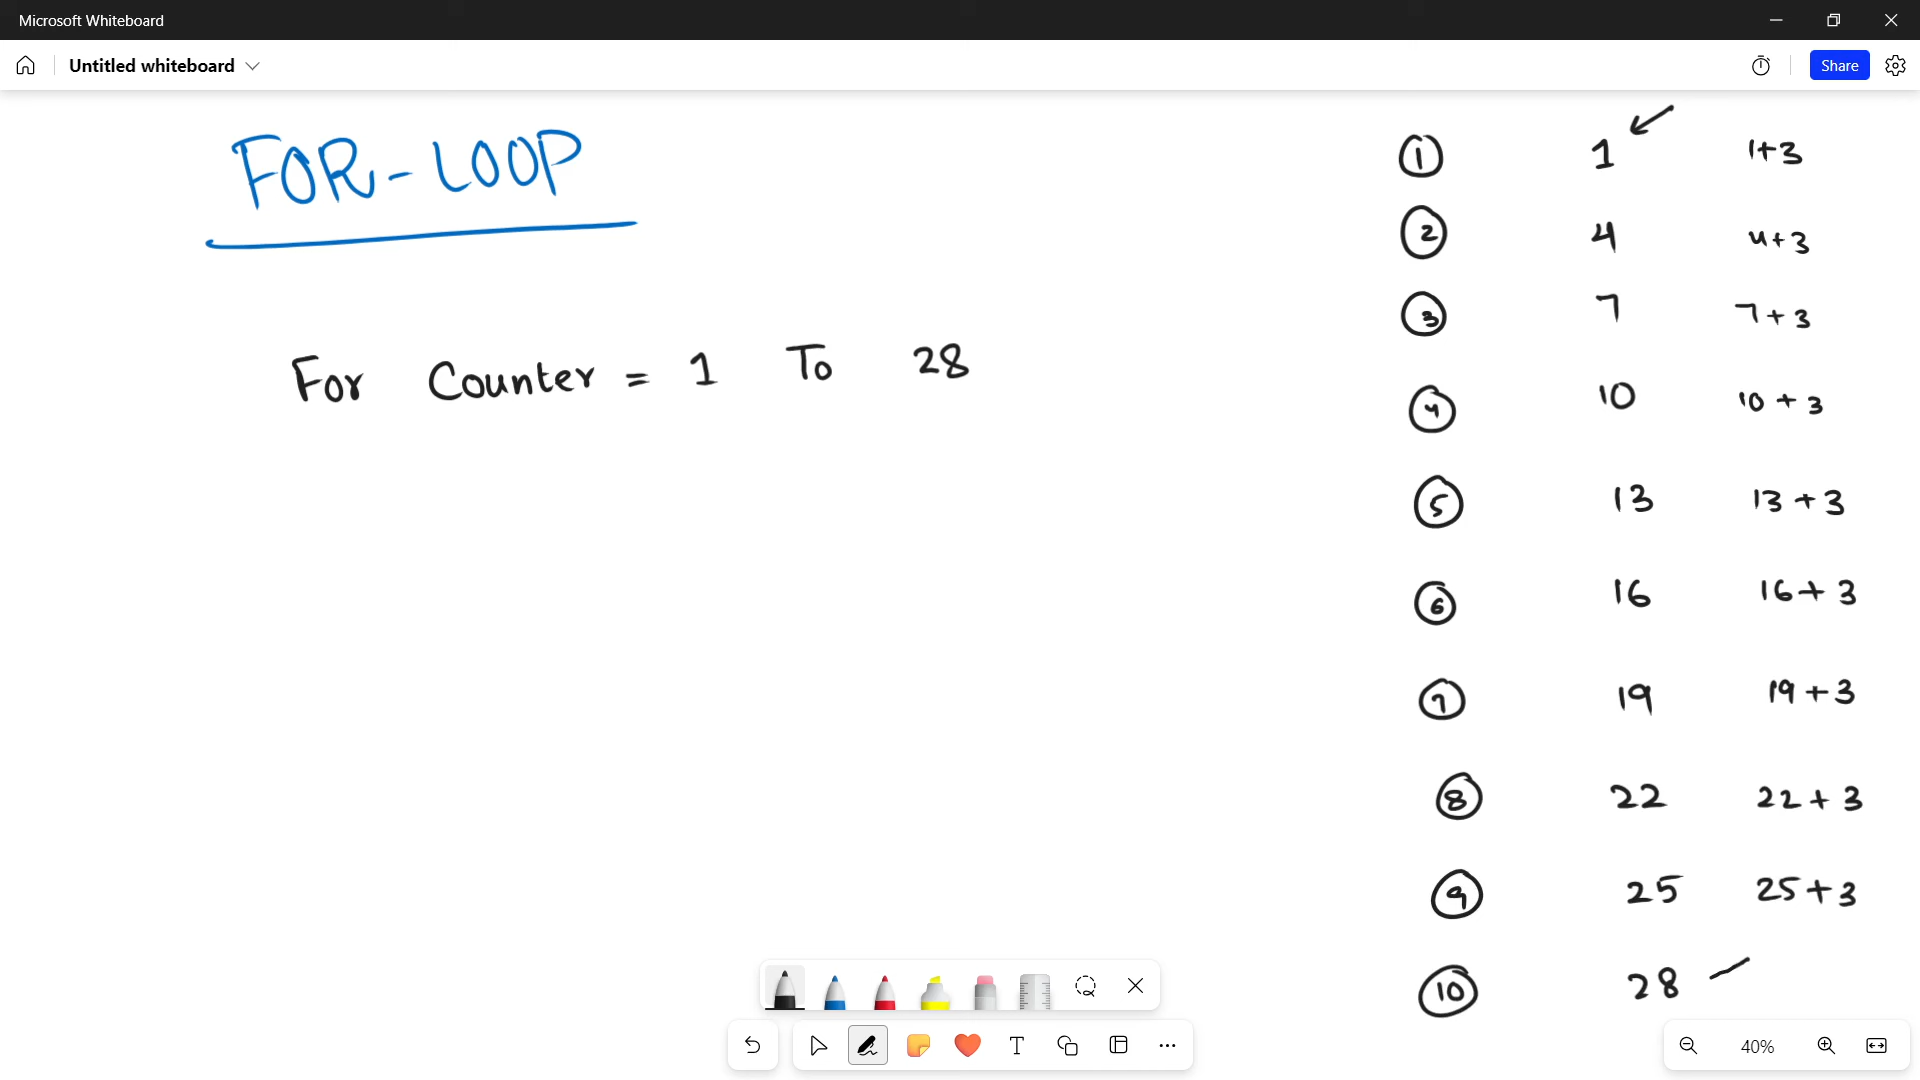 Microsoft Whiteboard
Untitled whiteboard
Share
FOR-LOOP
For Counter = 1 To 28
① 1 1+3
② 4 4+3
③ 7 7+3
④ 10 10+3
⑤ 13 13+3
⑥ 16 16+3
⑦ 19 19+3
⑧ 22 22+3
⑨ 25 25+3
⑩ 28
40%